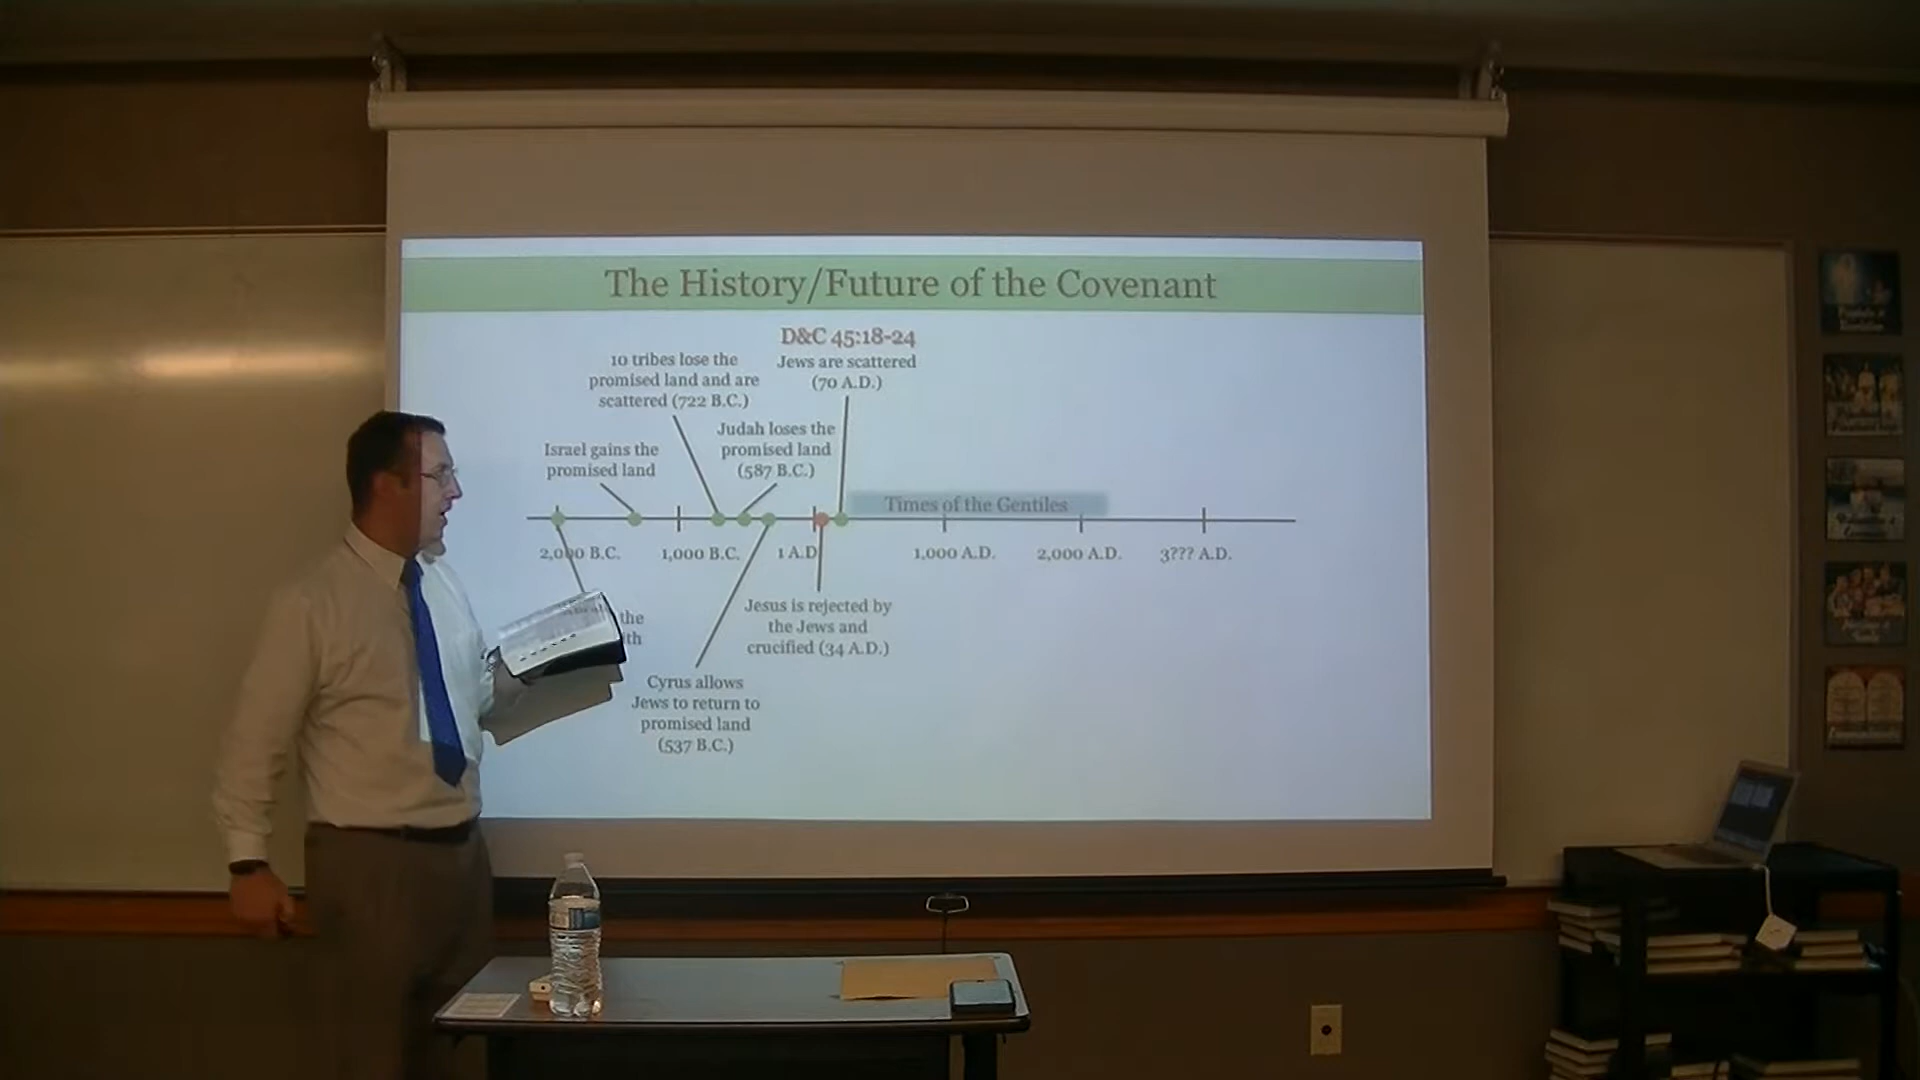 The History/Future of the Covenant
D&C 45:18-24
Jews are scattered
(70 A.D.)
10 tribes lose the
promised land and are
scattered (722 B.C.)
Judah loses the
promised land
(587 B.C.)
Israel gains the
promised land
Times of the Gentiles
2,000 B.C.
1,000 B.C.
1 A.D
1,000 A.D.
2,000 A.D.
3??? A.D.
the
ith
Jesus is rejected by
the Jews and
crucified (34 A.D.)
Cyrus allows
Jews to return to
promised land
(537 B.C.)